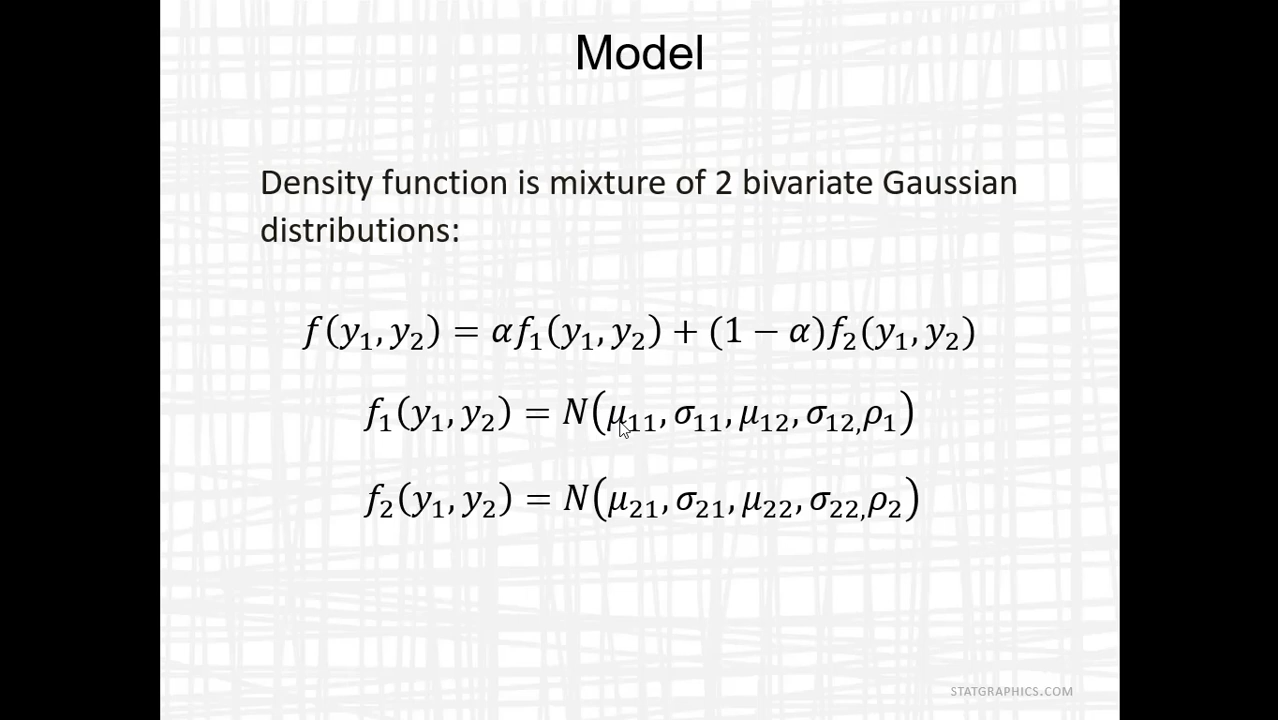 Model
Density function is mixture of 2 bivariate Gaussian
distributions:
𝑓(𝑦₁, 𝑦₂) = 𝛼𝑓₁(𝑦₁, 𝑦₂) + (1 − 𝛼)𝑓₂(𝑦₁, 𝑦₂)
𝑓₁(𝑦₁, 𝑦₂) = 𝑁(𝜇₁₁, 𝜎₁₁, 𝜇₁₂, 𝜎₁₂,𝜌₁)
𝑓₂(𝑦₁, 𝑦₂) = 𝑁(𝜇₂₁, 𝜎₂₁, 𝜇₂₂, 𝜎₂₂,𝜌₂)
STATGRAPHICS.COM